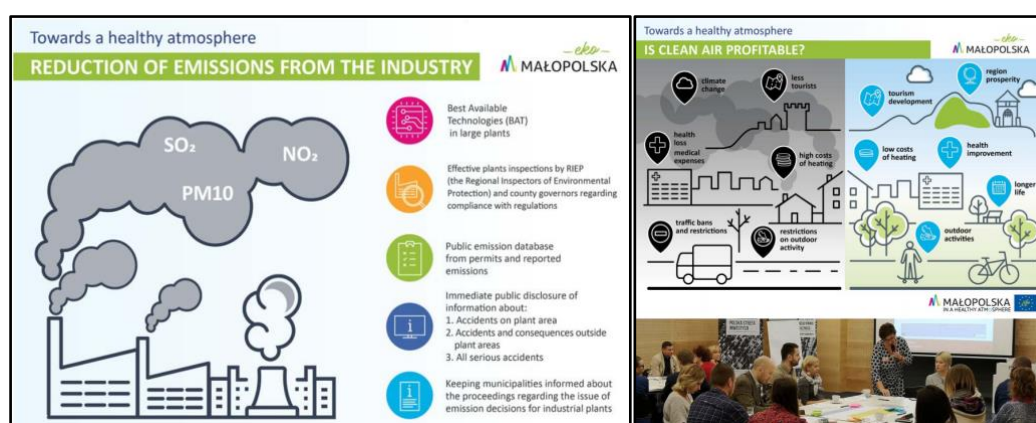 Towards a healthy atmosphere
REDUCTION OF EMISSIONS FROM THE INDUSTRY
eko
MAŁOPOLSKA
SO₂
NO₂
PM10
Best Available
Technologies (BAT)
in large plants
Effective plants inspections by RIEP
(the Regional Inspectors of Environmental
Protection) and county governors regarding
compliance with regulations
Public emission database
from permits and reported
emissions
Immediate public disclosure of
information about:
1. Accidents on plant area
2. Accidents and consequences outside
plant areas
3. All serious accidents
Keeping municipalities informed about
the proceedings regarding the issue of
emission decisions for industrial plants
Towards a healthy atmosphere
IS CLEAN AIR PROFITABLE?
eko
MAŁOPOLSKA
climate
change
less
tourists
health
loss
medical
expenses
high costs
of heating
traffic bans
and restrictions
restrictions
on outdoor
activity
region
prosperity
tourism
development
low costs
of heating
health
improvement
longer
life
outdoor
activities
MAŁOPOLSKA
IN A HEALTHY ATMOSPHERE